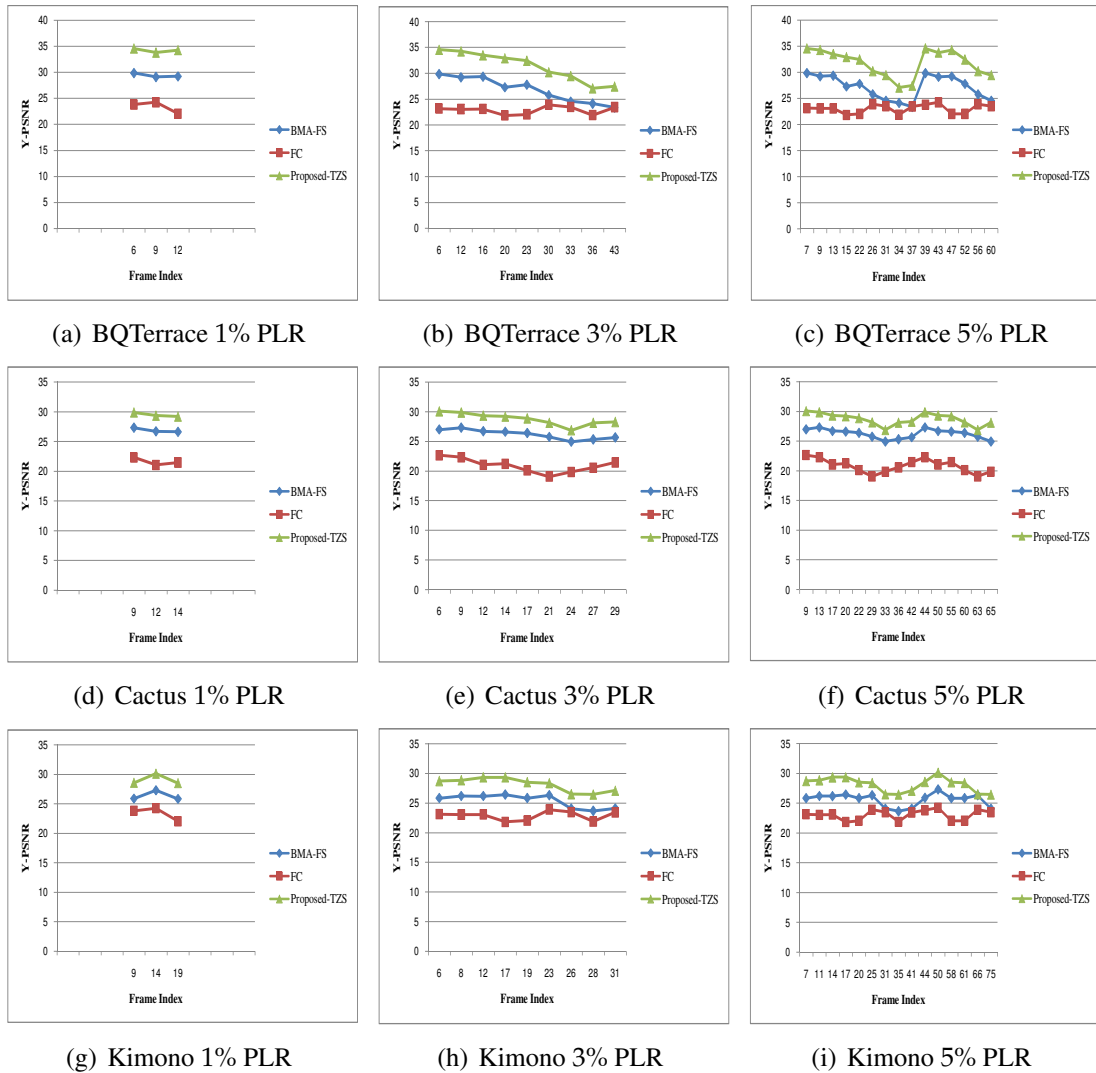 40
35
30
25
20
15
10
5
0
Y-PSNR
6 9 12
Frame Index
BMA-FS
FC
Proposed-TZS
(a) BQTerrace 1% PLR
40
35
30
25
20
15
10
5
0
Y-PSNR
6 12 16 20 23 30 33 36 43
Frame Index
BMA-FS
FC
Proposed-TZS
(b) BQTerrace 3% PLR
40
35
30
25
20
15
10
5
0
Y-PSNR
7 9 13 15 22 26 31 34 37 39 43 47 52 56 60
Frame Index
BMA-FS
FC
Proposed-TZS
(c) BQTerrace 5% PLR
35
30
25
20
15
10
5
0
Y-PSNR
9 12 14
Frame Index
BMA-FS
FC
Proposed-TZS
(d) Cactus 1% PLR
35
30
25
20
15
10
5
0
Y-PSNR
6 9 12 14 17 21 24 27 29
Frame Index
BMA-FS
FC
Proposed-TZS
(e) Cactus 3% PLR
35
30
25
20
15
10
5
0
Y-PSNR
9 13 17 20 22 29 33 36 42 44 50 55 60 63 65
Frame Index
BMA-FS
FC
Proposed-TZS
(f) Cactus 5% PLR
35
30
25
20
15
10
5
0
Y-PSNR
9 14 19
Frame Index
BMA-FS
FC
Proposed-TZS
(g) Kimono 1% PLR
35
30
25
20
15
10
5
0
Y-PSNR
6 8 12 17 19 23 26 28 31
Frame Index
BMA-FS
FC
Proposed-TZS
(h) Kimono 3% PLR
35
30
25
20
15
10
5
0
Y-PSNR
7 11 14 17 20 25 31 35 41 44 50 58 61 66 75
Frame Index
BMA-FS
FC
Proposed-TZS
(i) Kimono 5% PLR